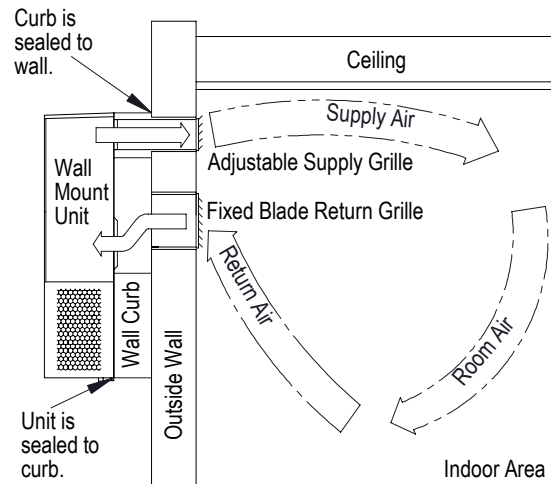 Curb is
sealed to
wall.
Ceiling
Supply Air
Adjustable Supply Grille
Wall
Mount
Unit
Fixed Blade Return Grille
Return Air
Room Air
Wall Curb
Outside Wall
Unit is
sealed to
curb.
Indoor Area